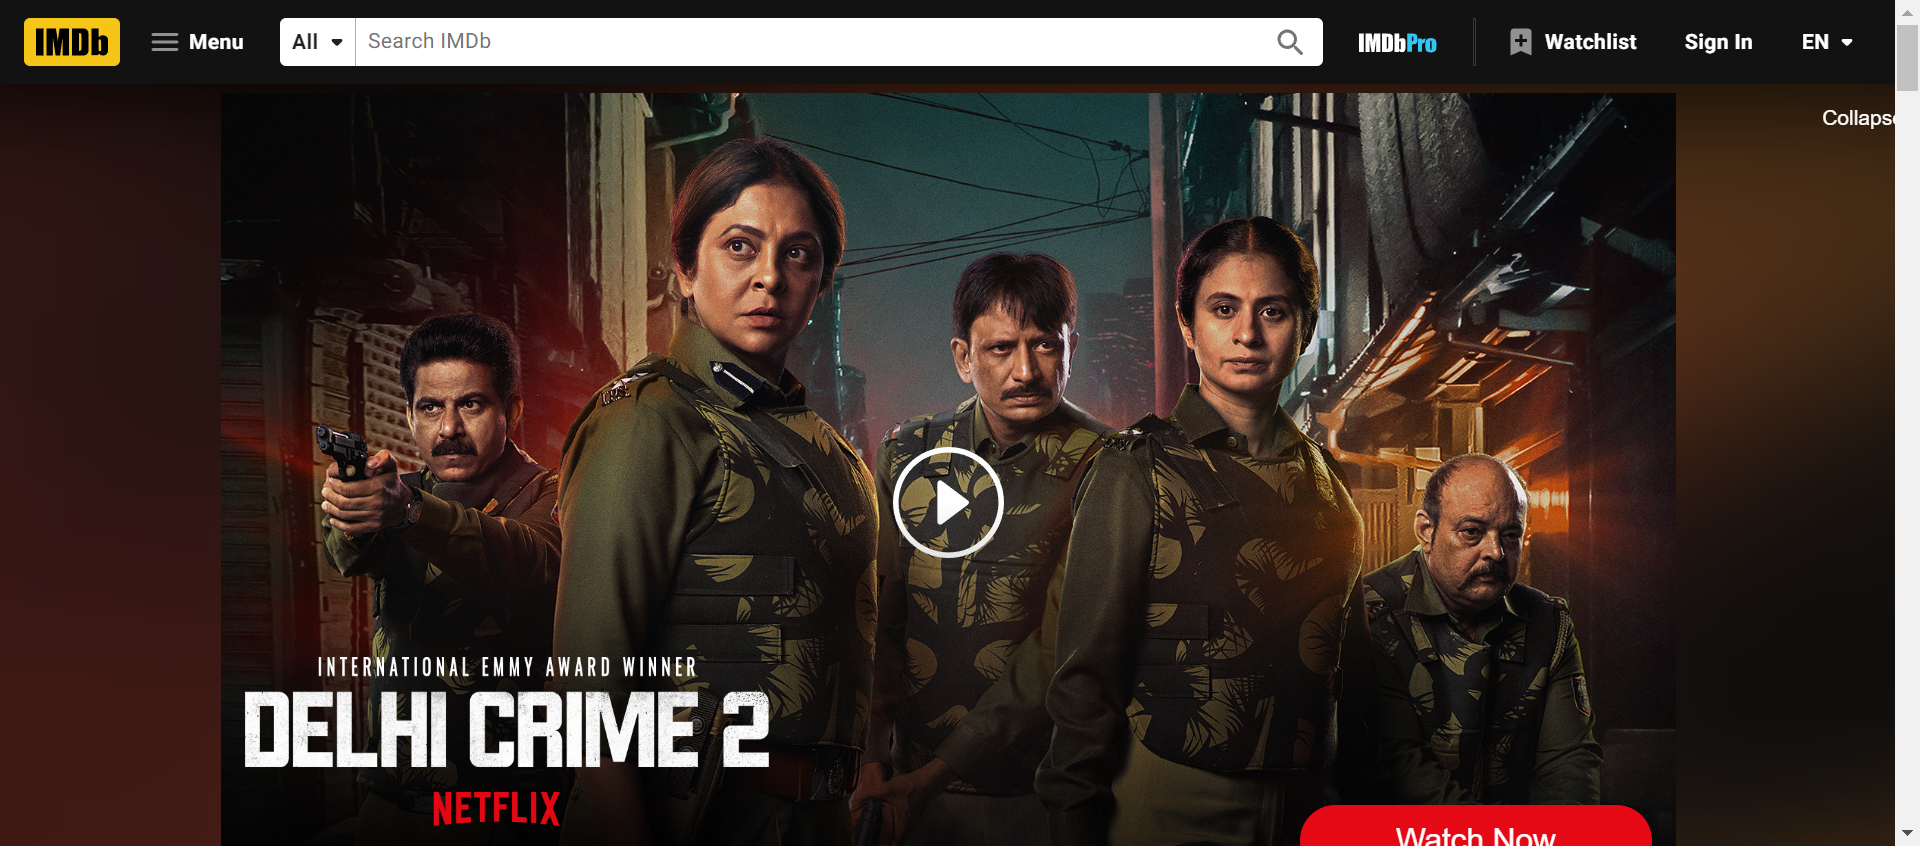 IMDb Menu All Search IMDb IMDbPro Watchlist Sign In EN
Collapse
INTERNATIONAL EMMY AWARD WINNER
DELHI CRIME 2
NETFLIX
Watch Now